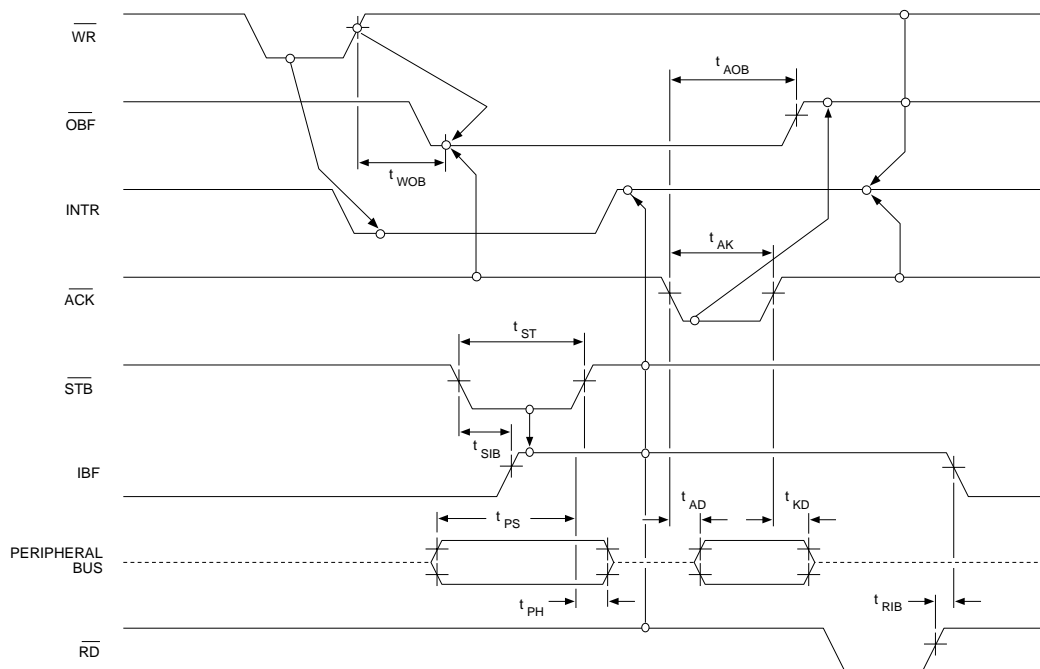 WR
t AOB
OBF
t WOB
INTR
t AK
ACK
t ST
STB
t SIB
IBF
t AD
t KD
t PS
PERIPHERAL
BUS
t PH
t RIB
RD